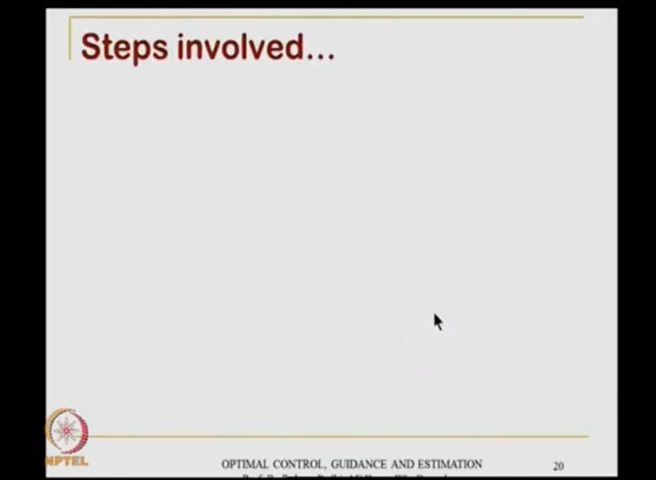 Steps involved...
NPTEL
OPTIMAL CONTROL, GUIDANCE AND ESTIMATION
20